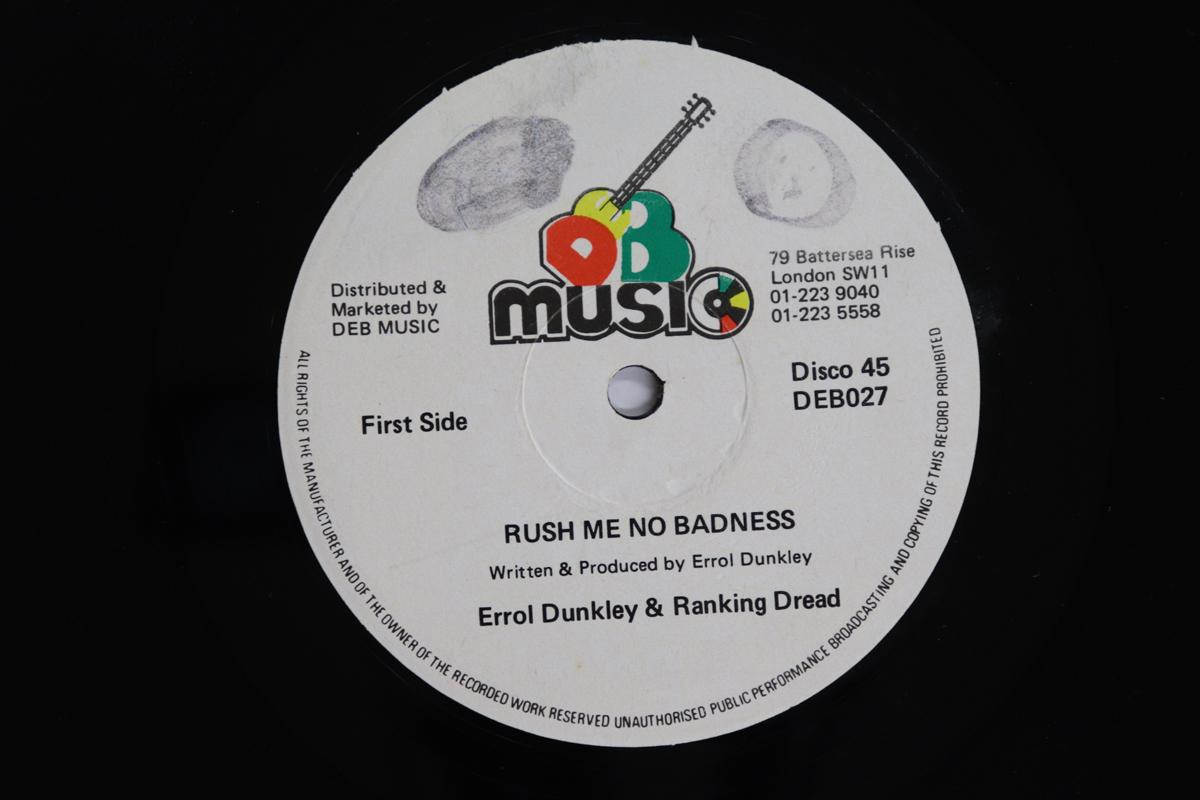 DEB
MUSIC
Distributed &
Marketed by
DEB MUSIC
79 Battersea Rise
London SW11
01-223 9040
01-223 5558
Disco 45
DEB027
First Side
RUSH ME NO BADNESS
Written & Produced by Errol Dunkley
Errol Dunkley & Ranking Dread
ALL RIGHTS OF THE MANUFACTURER AND OF THE OWNER OF THE RECORDED WORK RESERVED UNAUTHORISED PUBLIC PERFORMANCE BROADCASTING AND COPYING OF THIS RECORD PROHIBITED